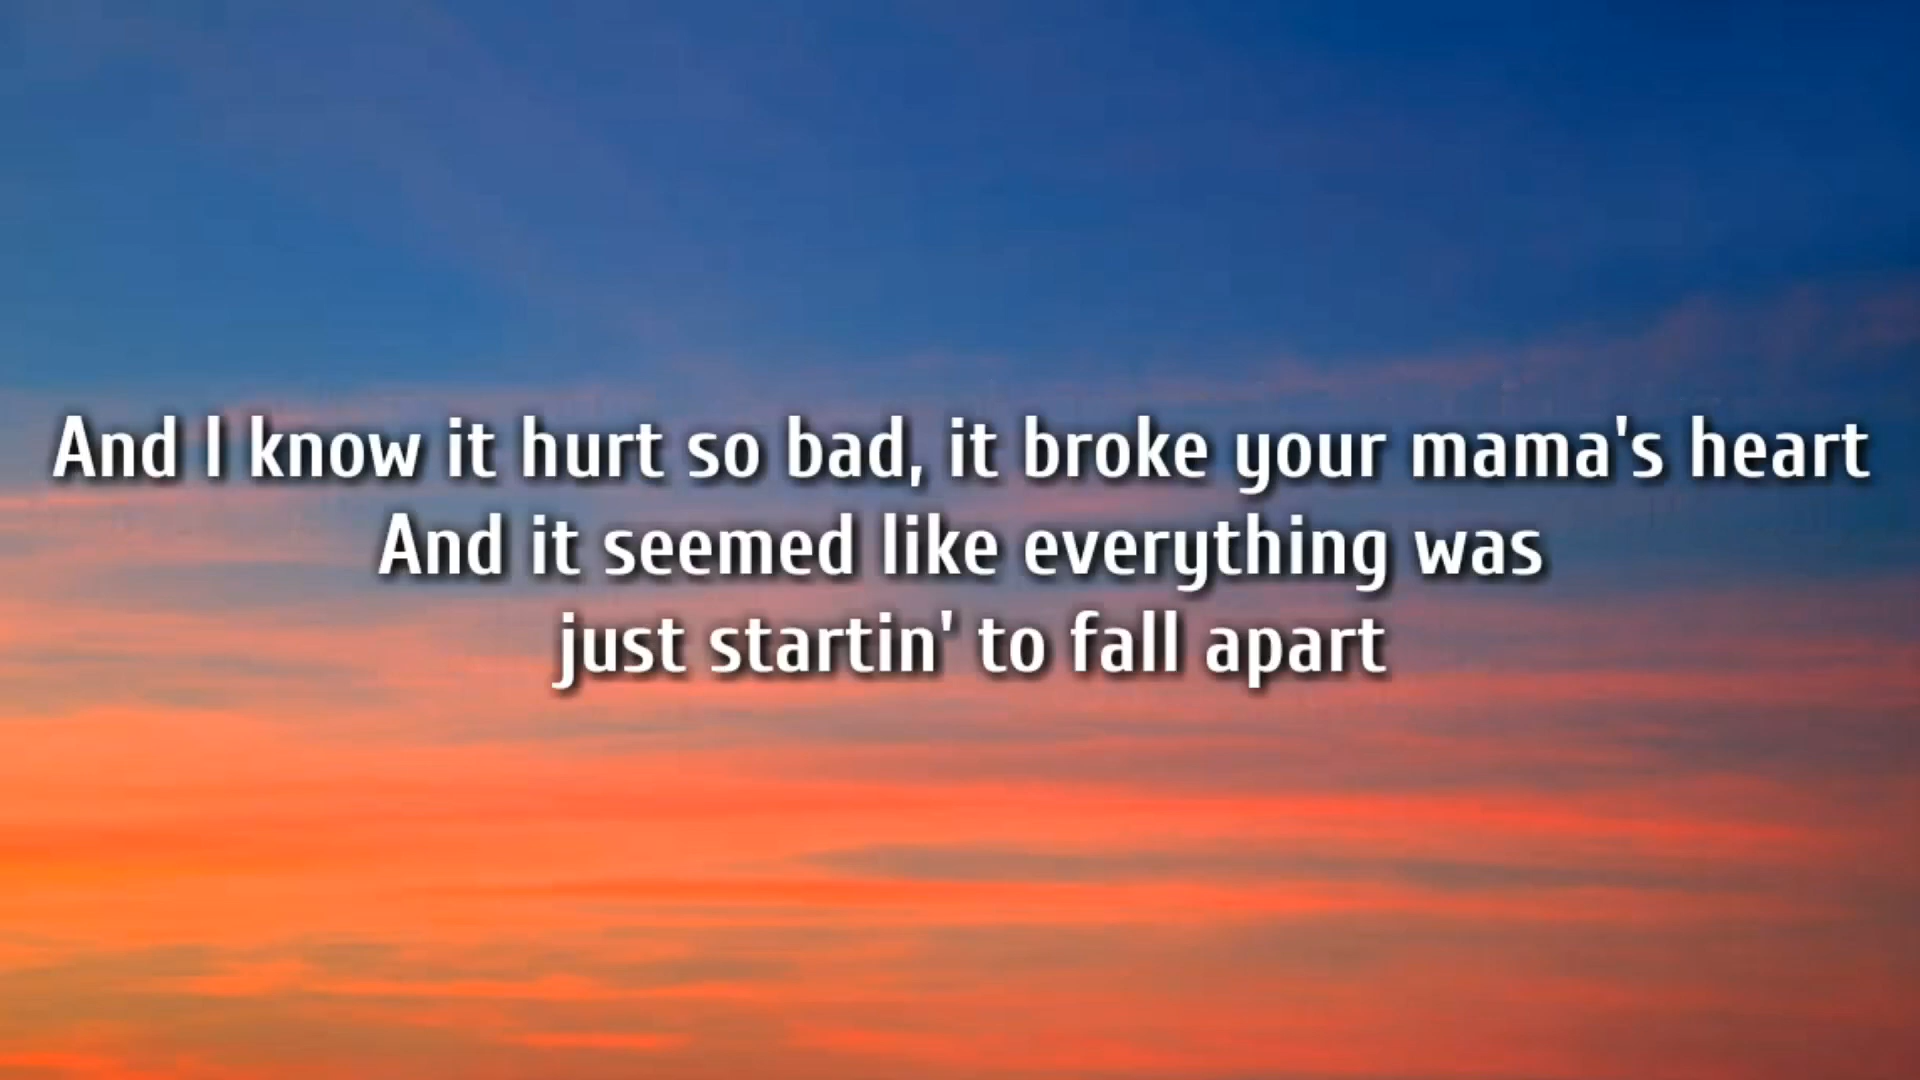 And I know it hurt so bad, it broke your mama's heart
And it seemed like everything was
just startin' to fall apart